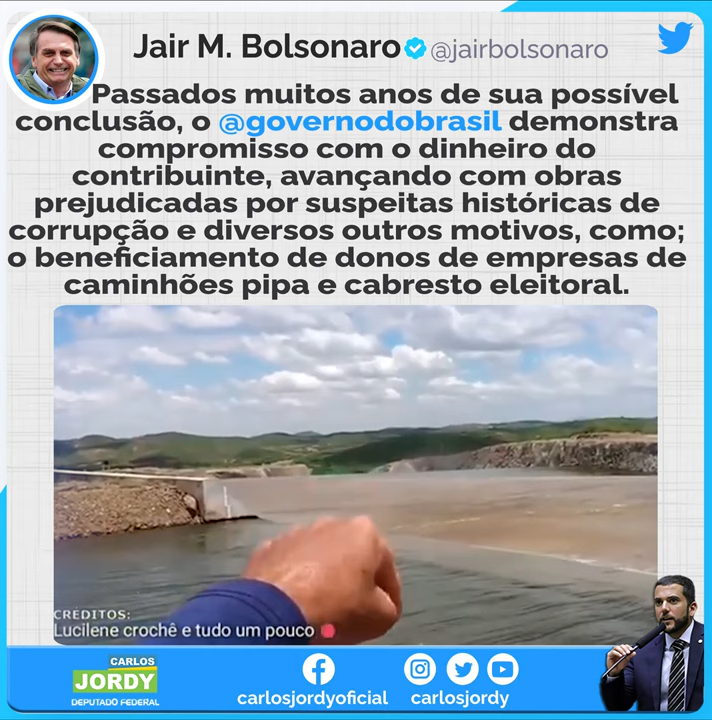 Jair M. Bolsonaro @jairbolsonaro
Passados muitos anos de sua possível
conclusão, o @governodobrasil demonstra
compromisso com o dinheiro do
contribuinte, avançando com obras
prejudicadas por suspeitas históricas de
corrupção e diversos outros motivos, como;
o beneficiamento de donos de empresas de
caminhões pipa e cabresto eleitoral.
CRÉDITOS:
Lucilene crochê e tudo um pouco
CARLOS
JORDY
DEPUTADO FEDERAL
carlosjordyoficial
carlosjordy